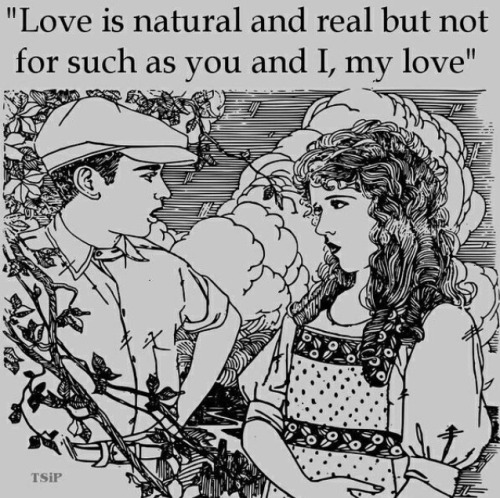 "Love is natural and real but not
for such as you and I, my love"
TSiP